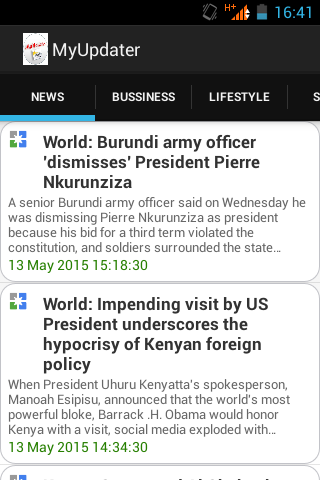 H+ 16:41
MyUpdater
NEWS BUSSINESS LIFESTYLE S
World: Burundi army officer
'dismisses' President Pierre
Nkurunziza
A senior Burundi army officer said on Wednesday he
was dismissing Pierre Nkurunziza as president
because his bid for a third term violated the
constitution, and soldiers surrounded the state...
13 May 2015 15:18:30
World: Impending visit by US
President underscores the
hypocrisy of Kenyan foreign
policy
When President Uhuru Kenyatta's spokesperson,
Manoah Esipisu, announced that the world's most
powerful bloke, Barrack .H. Obama would honor
Kenya with a visit, social media exploded with...
13 May 2015 14:34:30